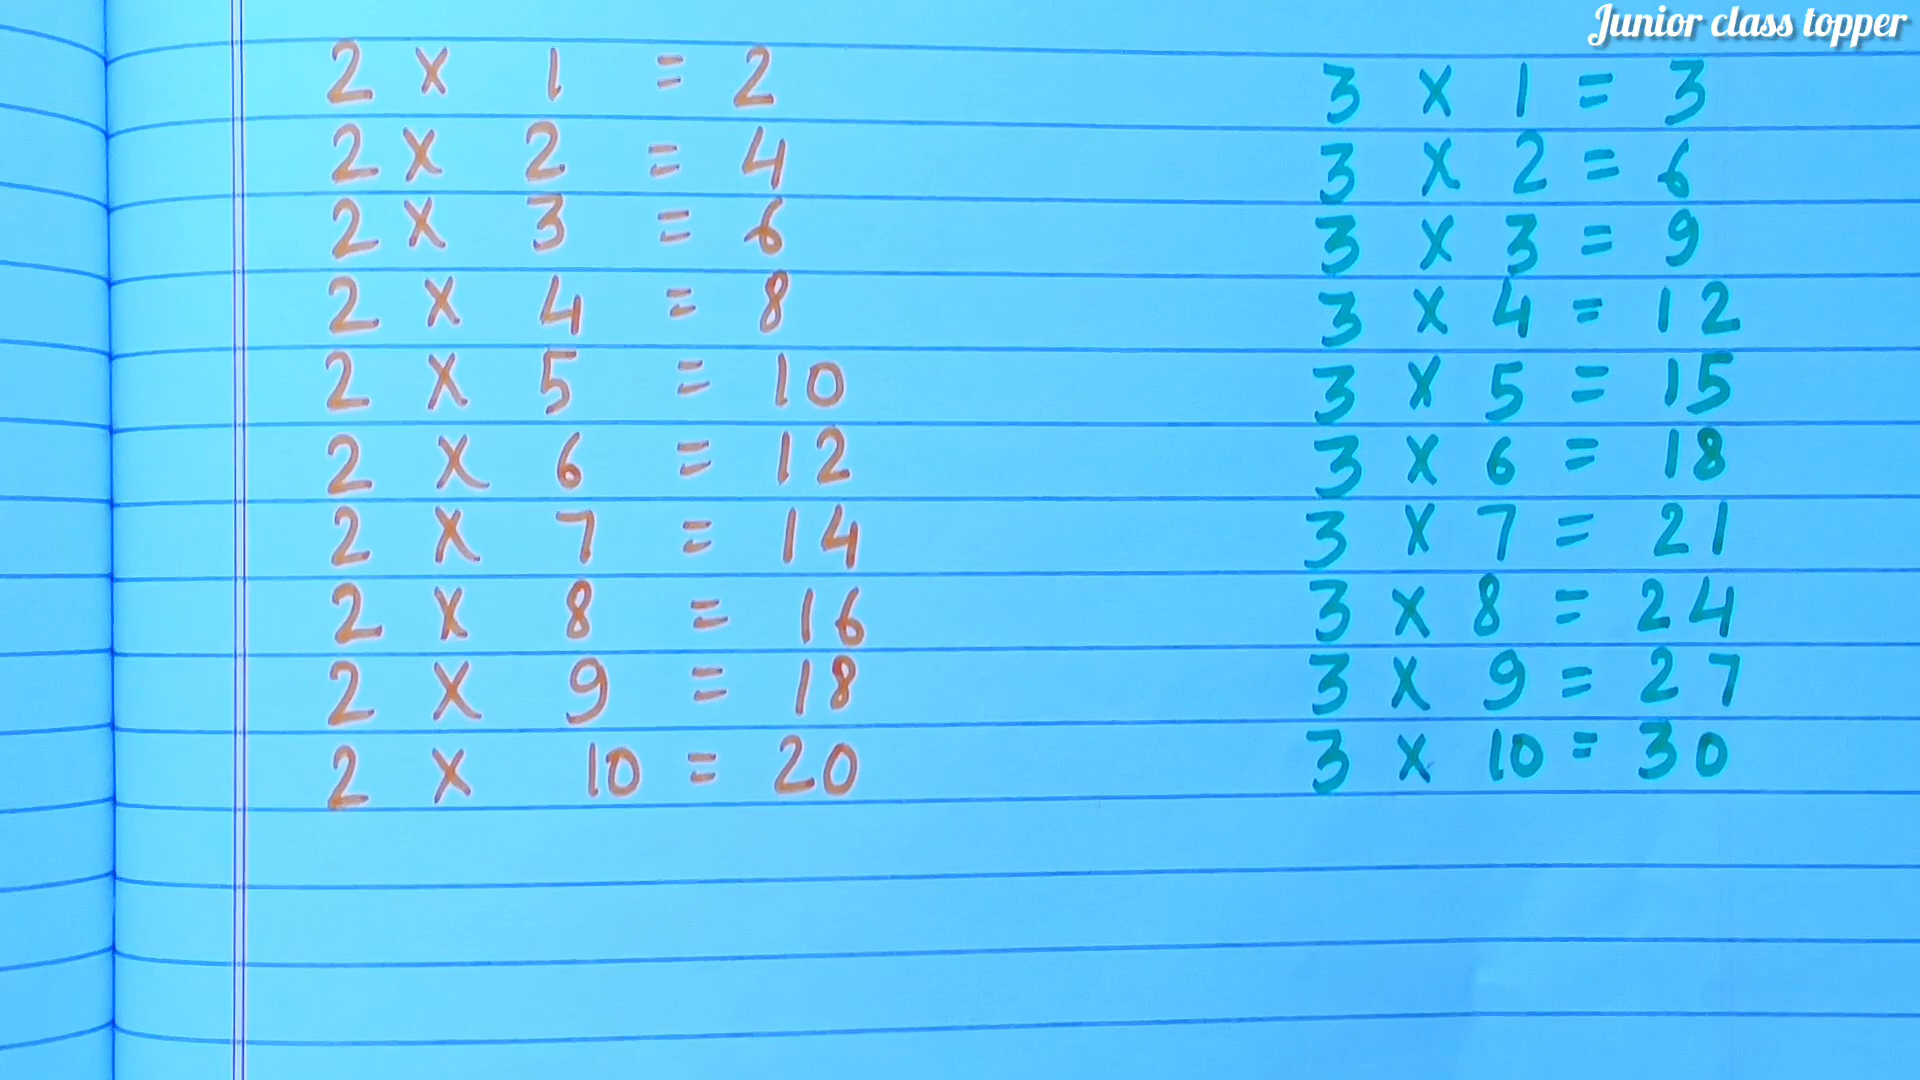 Junior class topper
2 x 1 = 2
2 x 2 = 4
2 x 3 = 6
2 x 4 = 8
2 x 5 = 10
2 x 6 = 12
2 x 7 = 14
2 x 8 = 16
2 x 9 = 18
2 x 10 = 20
3 x 1 = 3
3 x 2 = 6
3 x 3 = 9
3 x 4 = 12
3 x 5 = 15
3 x 6 = 18
3 x 7 = 21
3 x 8 = 24
3 x 9 = 27
3 x 10 = 30